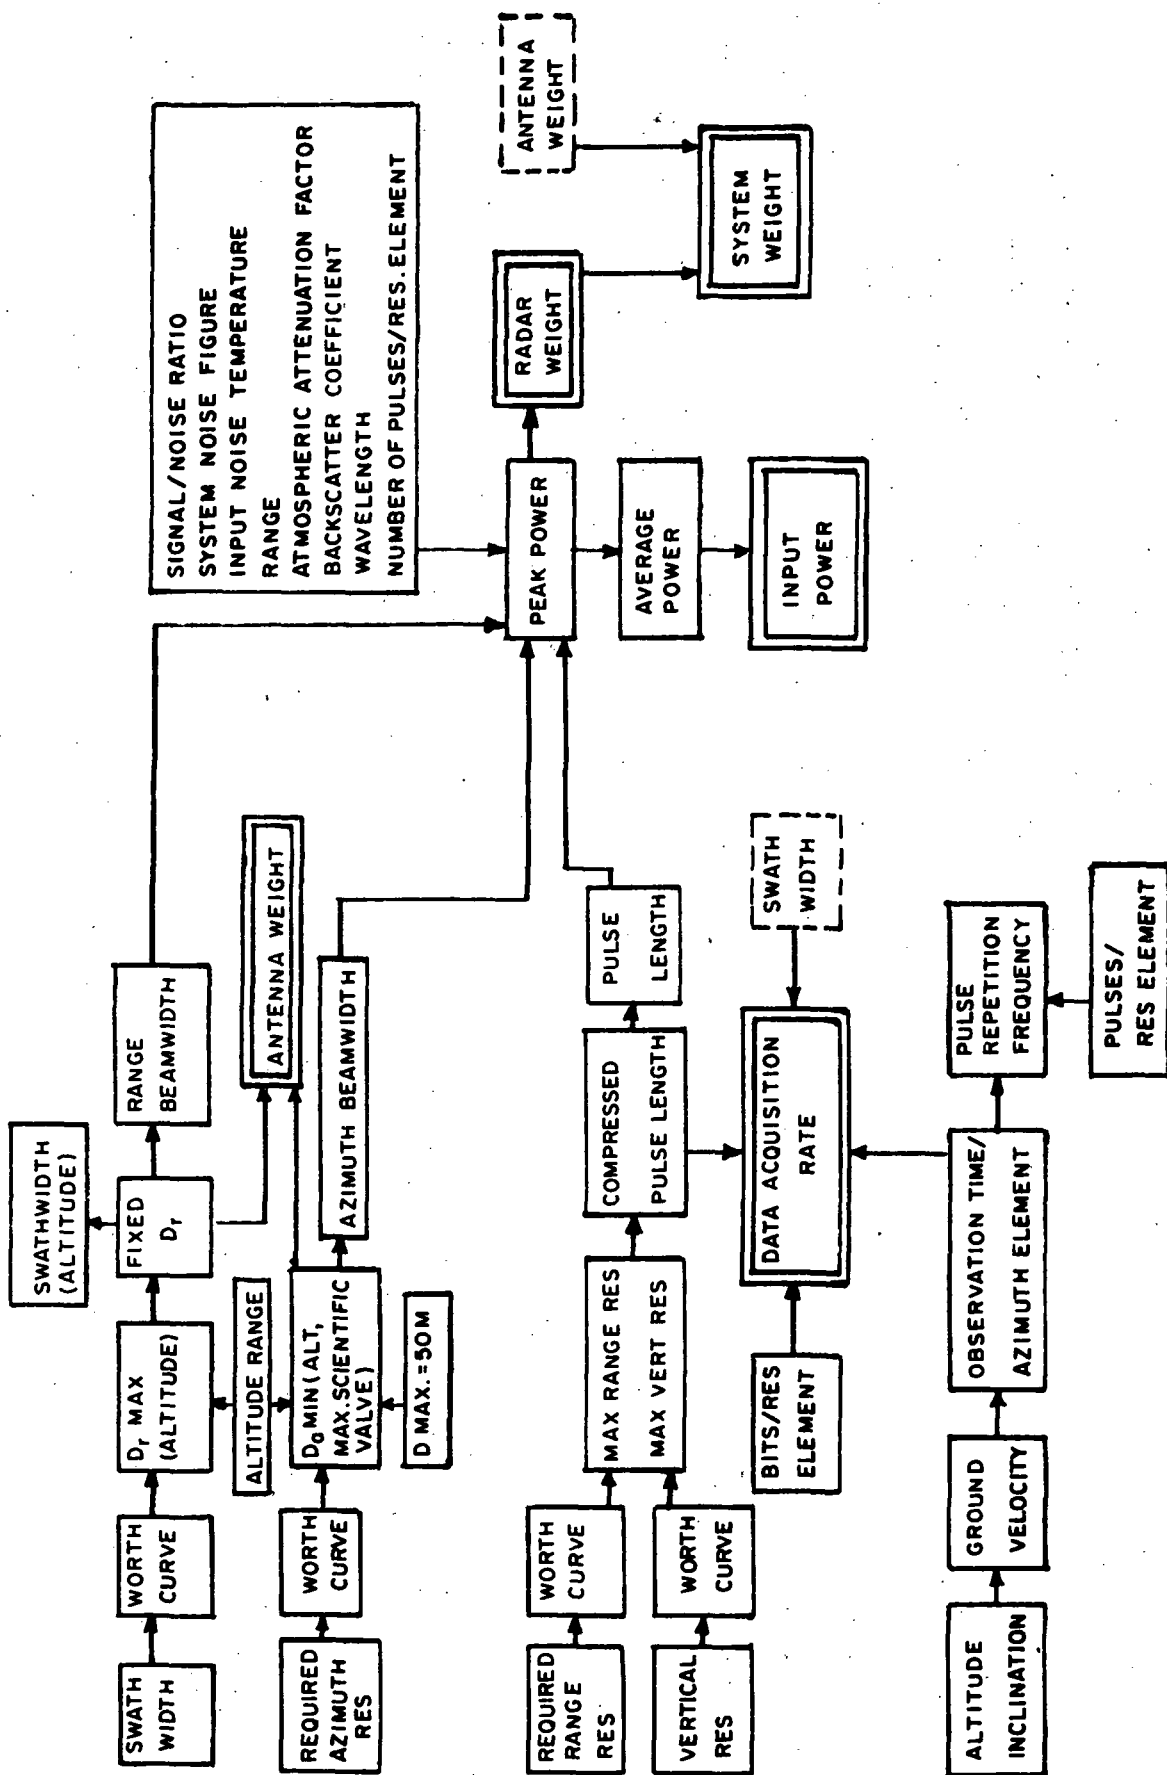 SWATHWIDTH
(ALTITUDE)
SWATH
WIDTH
WORTH
CURVE
Dr MAX
(ALTITUDE)
FIXED
Dr
RANGE
BEAMWIDTH
SIGNAL/NOISE RATIO
SYSTEM NOISE FIGURE
INPUT NOISE TEMPERATURE
RANGE
ATMOSPHERIC ATTENUATION FACTOR
BACKSCATTER COEFFICIENT
WAVELENGTH
NUMBER OF PULSES/RES. ELEMENT
ALTITUDE RANGE
ANTENNA WEIGHT
REQUIRED
AZIMUTH
RES
WORTH
CURVE
Da MIN (ALT,
MAX. SCIENTIFIC
VALVE)
AZIMUTH BEAMWIDTH
D MAX. = 50M
REQUIRED
RANGE
RES
WORTH
CURVE
MAX RANGE RES
MAX VERT RES
COMPRESSED
PULSE LENGTH
PULSE
LENGTH
PEAK POWER
RADAR
WEIGHT
ANTENNA
WEIGHT
VERTICAL
RES
WORTH
CURVE
AVERAGE
POWER
SYSTEM
WEIGHT
BITS/RES
ELEMENT
DATA ACQUISITION
RATE
SWATH
WIDTH
INPUT
POWER
ALTITUDE
INCLINATION
GROUND
VELOCITY
OBSERVATION TIME/
AZIMUTH ELEMENT
PULSE
REPETITION
FREQUENCY
PULSES/
RES ELEMENT